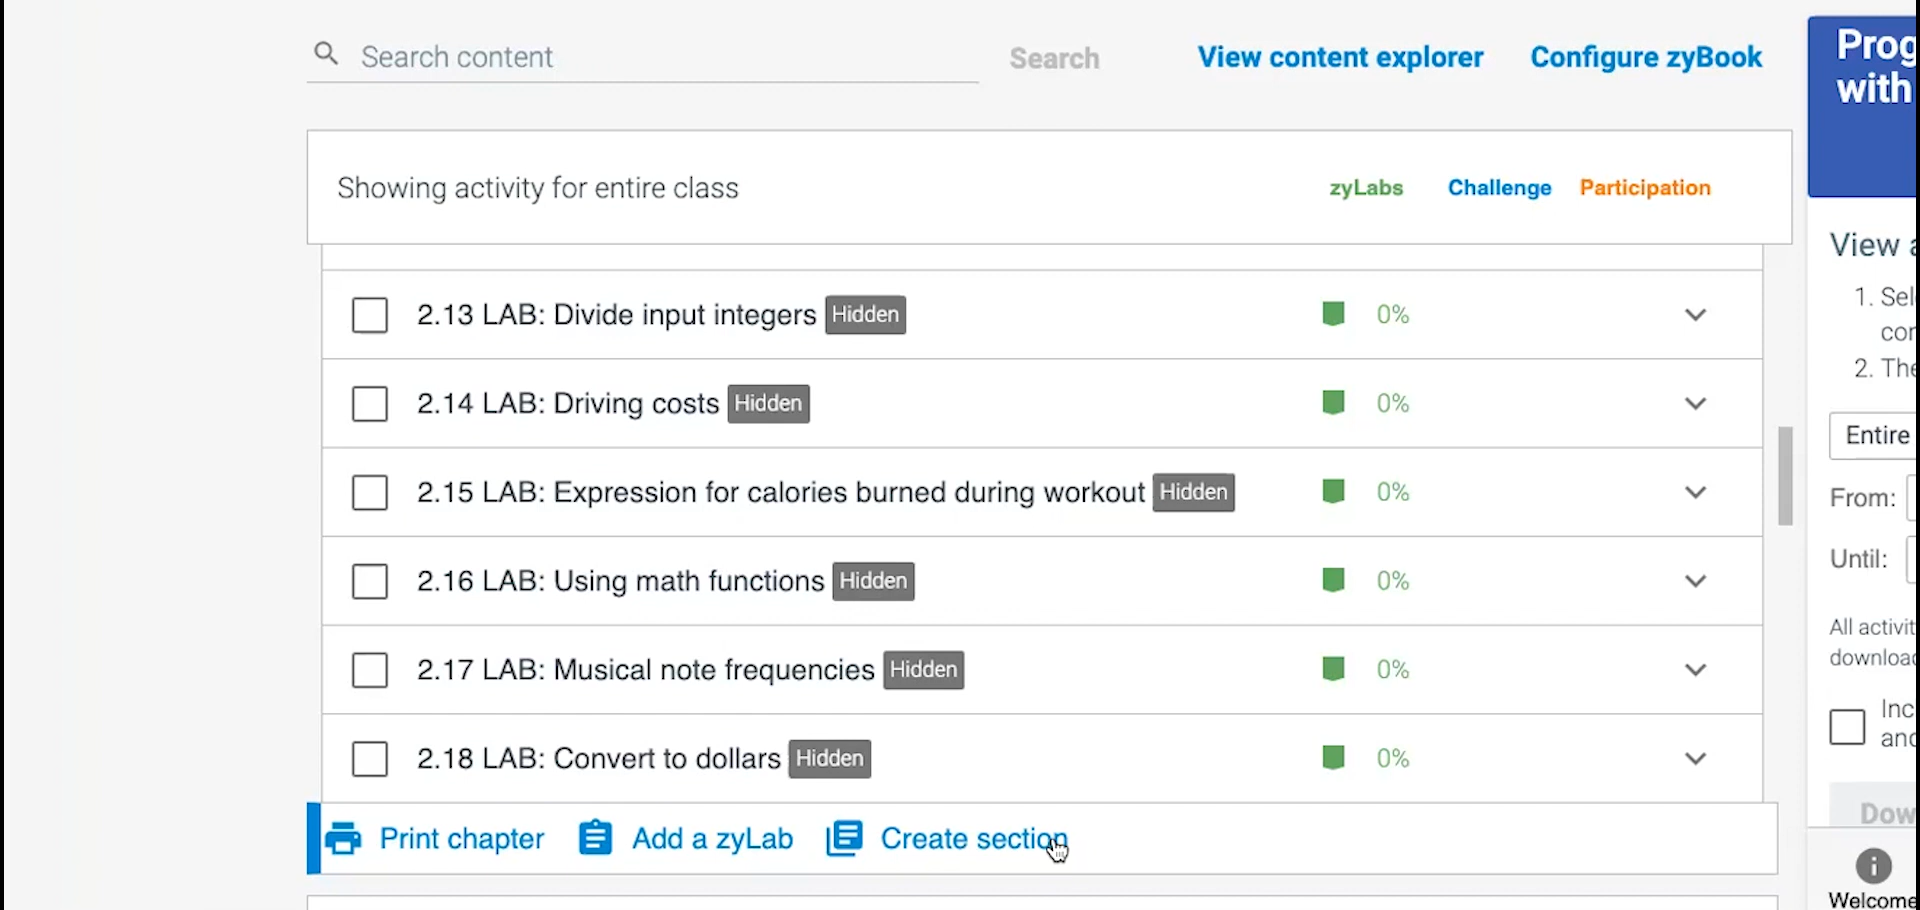 Search content
Search
View content explorer
Configure zyBook
Prog
with
Showing activity for entire class
zyLabs
Challenge
Participation
2.13 LAB: Divide input integers Hidden
0%
2.14 LAB: Driving costs Hidden
0%
2.15 LAB: Expression for calories burned during workout Hidden
0%
2.16 LAB: Using math functions Hidden
0%
2.17 LAB: Musical note frequencies Hidden
0%
2.18 LAB: Convert to dollars Hidden
0%
Print chapter
Add a zyLab
Create section
View a
1. Sel
cor
2. The
Entire
From:
Until:
All activit
downloa
Inc
and
Dow
Welcome